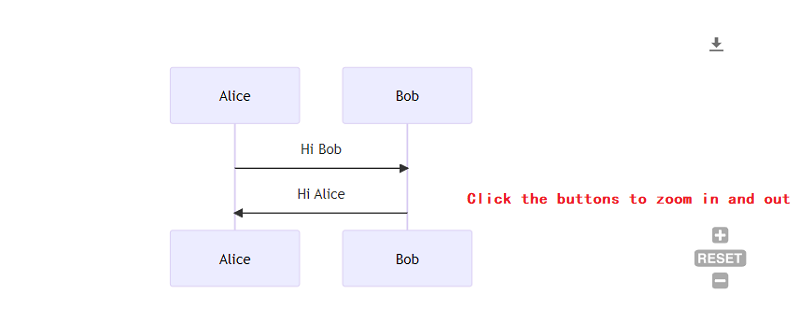 Alice Bob
Hi Bob
Hi Alice
Click the buttons to zoom in and out
RESET
Alice Bob